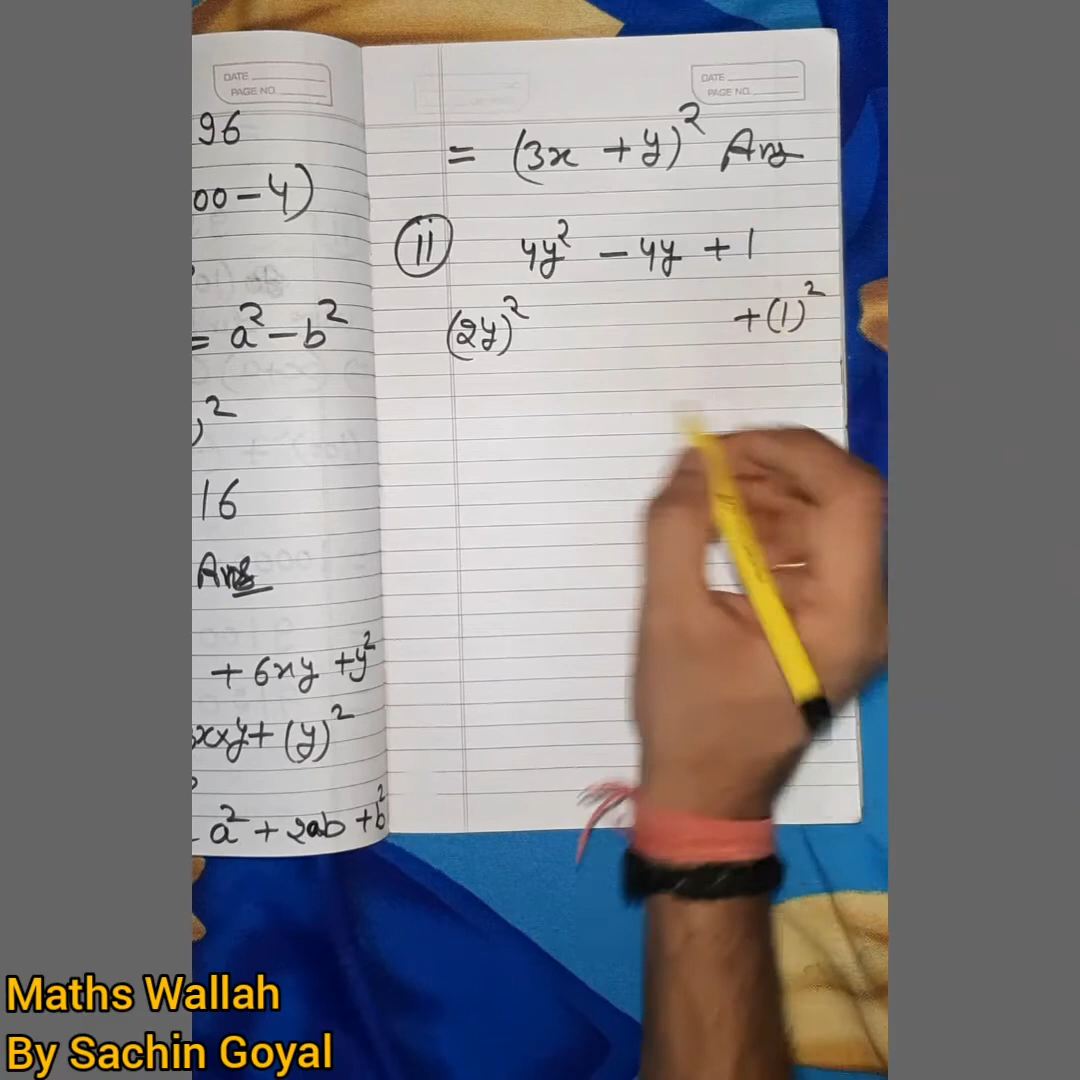 DATE
PAGE NO.
96
00 - 4)
= a² - b²
)²
16
Ans
+ 6xy + y²
x×y + (y)²
a² + 2ab + b²
DATE
PAGE NO.
= (3x + y)² Ans
(ii) 4y² - 4y + 1
(2y)² + (1)²
Maths Wallah
By Sachin Goyal